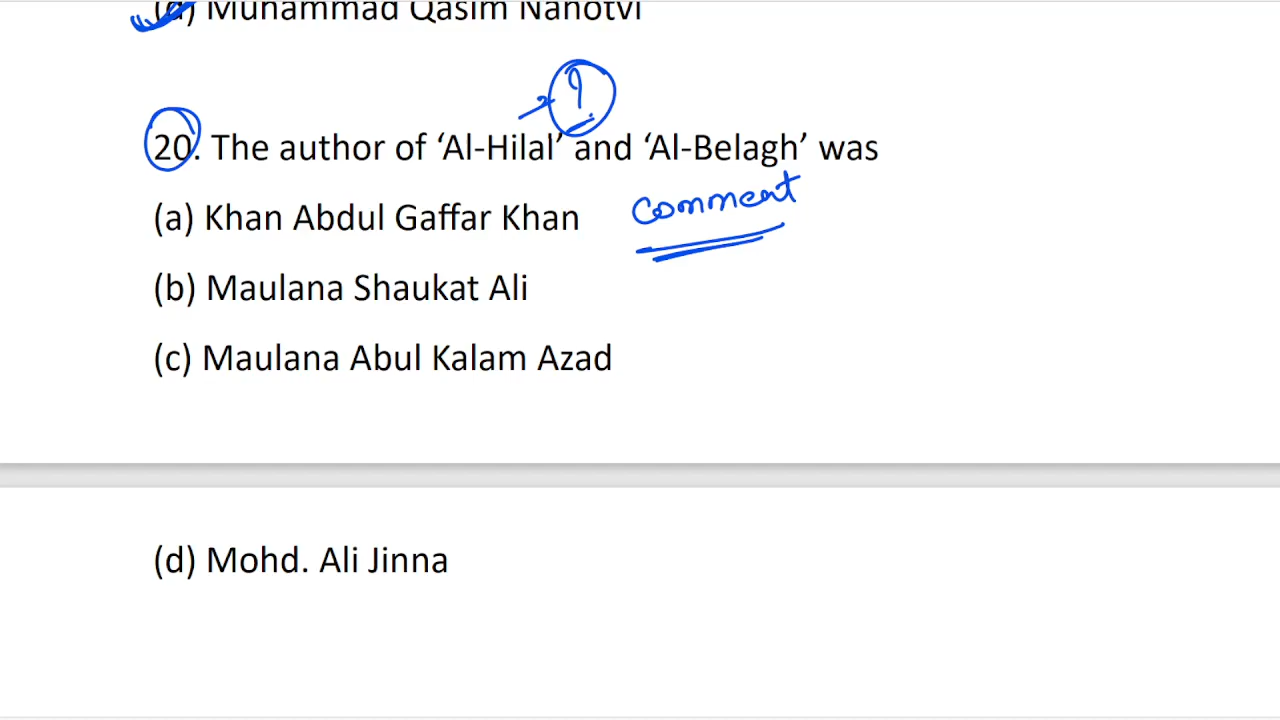 (d) Muhammad Qasim Nanotvi
?
20. The author of ‘Al-Hilal’ and ‘Al-Belagh’ was
comment
(a) Khan Abdul Gaffar Khan
(b) Maulana Shaukat Ali
(c) Maulana Abul Kalam Azad
(d) Mohd. Ali Jinna